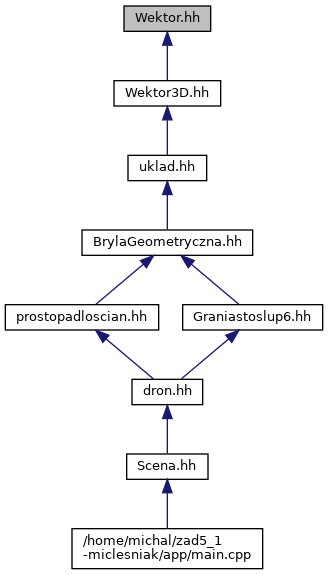 Wektor.hh
Wektor3D.hh
uklad.hh
BrylaGeometryczna.hh
prostopadloscian.hh
Graniastoslup6.hh
dron.hh
Scena.hh
/home/michal/zad5_1
-miclesniak/app/main.cpp